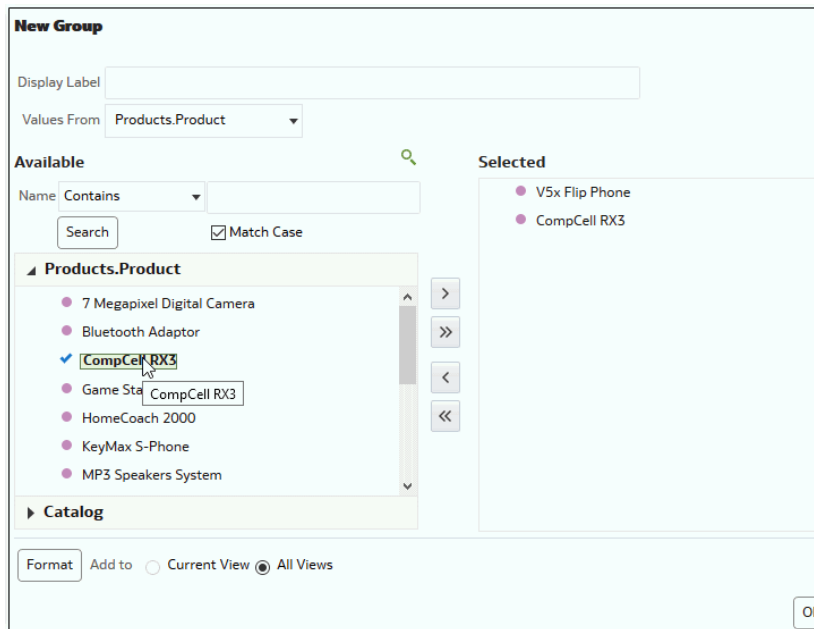 New Group
Display Label
Values From Products.Product
Available
Selected
Name Contains
Search Match Case
Products.Product
7 Megapixel Digital Camera
Bluetooth Adaptor
CompCell RX3
CompCell RX3
Game Sta
HomeCoach 2000
KeyMax S-Phone
MP3 Speakers System
Catalog
V5x Flip Phone
CompCell RX3
Format Add to Current View All Views